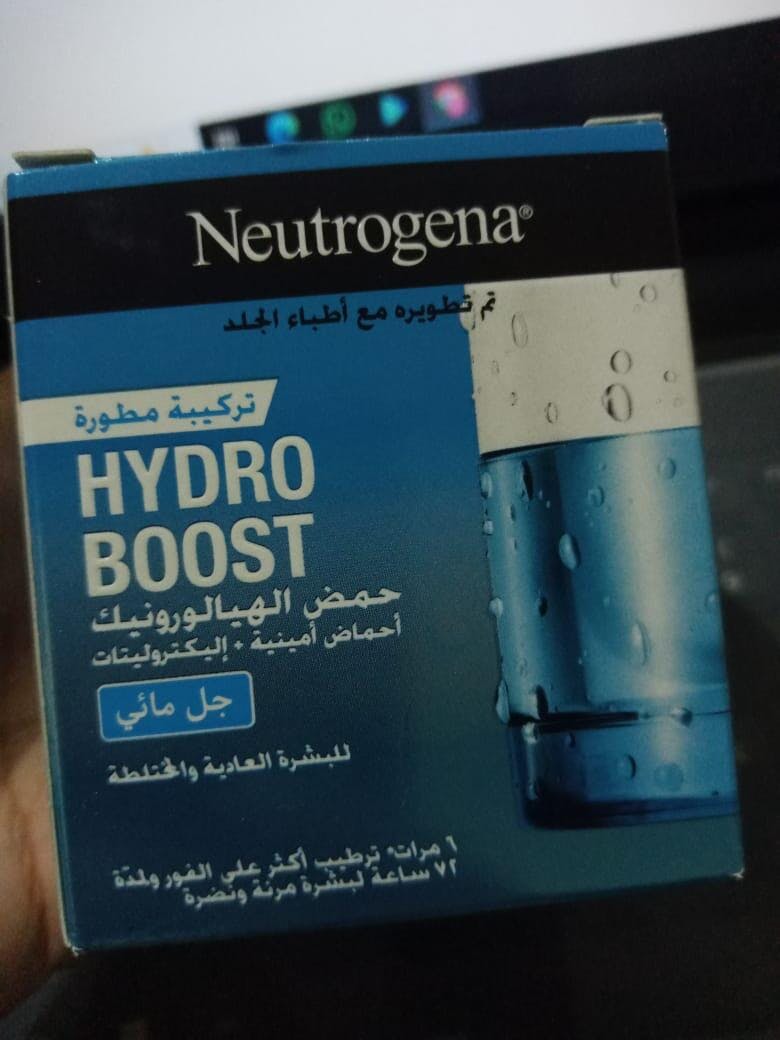 Neutrogena®
تم تطويره مع أطباء الجلد
تركيبة مطورة
HYDRO
BOOST
حمض الهيالورونيك
أحماض أمينية + إليكتروليتات
جل مائي
للبشرة العادية والمختلطة
٦ مرات* ترطيب أكثر على الفور ولمدة
٧٢ ساعة لبشرة مرنة ونضرة